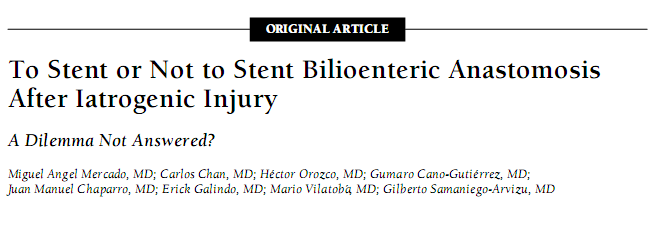 ORIGINAL ARTICLE
To Stent or Not to Stent Bilioenteric Anastomosis
After Iatrogenic Injury
A Dilemma Not Answered?
Miguel Angel Mercado, MD; Carlos Chan, MD; Héctor Orozco, MD; Gumaro Cano-Gutiérrez, MD;
Juan Manuel Chaparro, MD; Erick Galindo, MD; Mario Vilatobá, MD; Gilberto Samaniego-Arvizu, MD